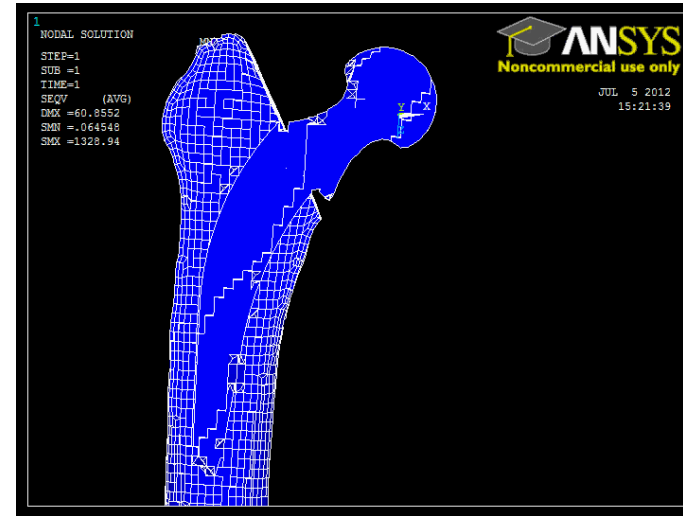 1
NODAL SOLUTION
STEP=1
SUB =1
TIME=1
SEQV (AVG)
DMX =60.8552
SMN =.064548
SMX =1328.94
MN
ANSYS
Noncommercial use only
JUL 5 2012
15:21:39
Y
X